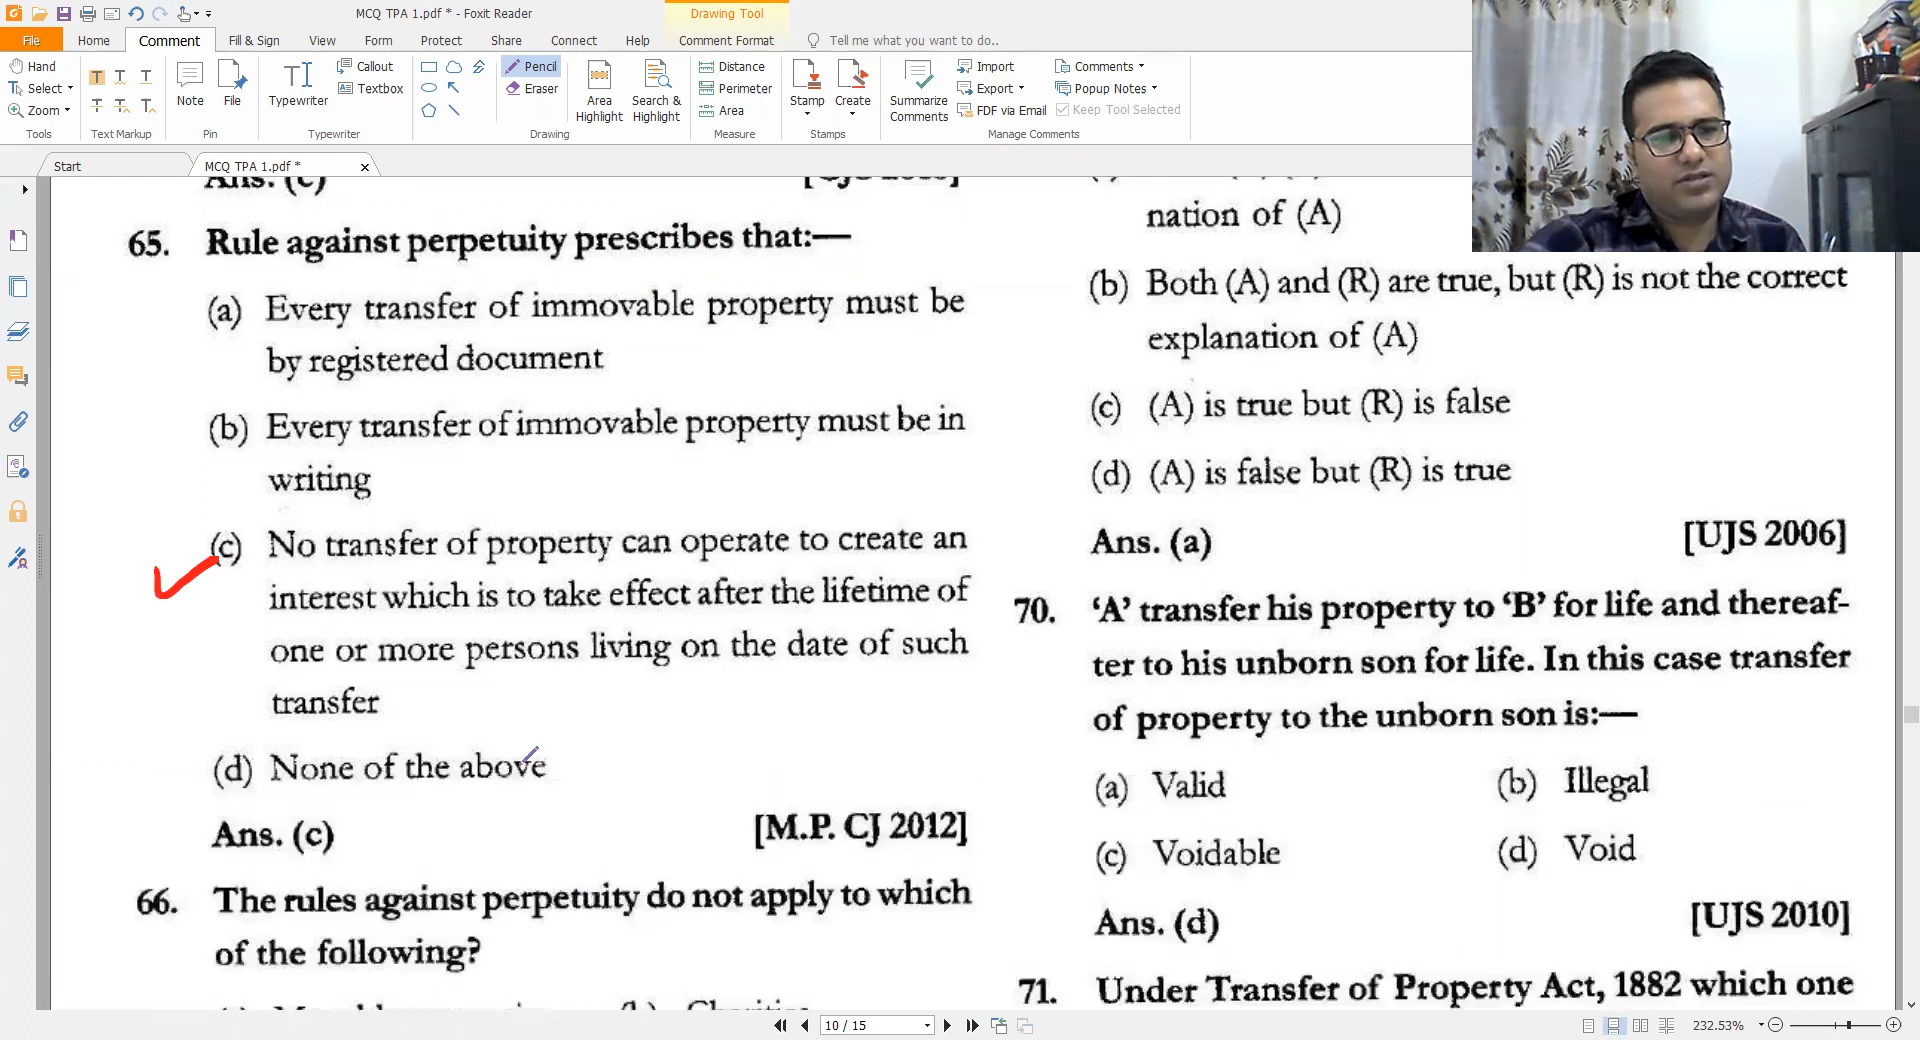 MCQ TPA 1.pdf * - Foxit Reader
Drawing Tool
File Home Comment Fill & Sign View Form Protect Share Connect Help Comment Format Tell me what you want to do..
Hand
Select
Zoom
Tools
Text Markup
Note
File
Pin
Typewriter
Callout
Textbox
Typewriter
Pencil
Eraser
Area Highlight
Search & Highlight
Drawing
Distance
Perimeter
Area
Measure
Stamp
Create
Stamps
Summarize Comments
Import
Export
FDF via Email
Comments
Popup Notes
Keep Tool Selected
Manage Comments
Start
MCQ TPA 1.pdf *
Ans. (c)
65. Rule against perpetuity prescribes that:—
(a) Every transfer of immovable property must be
by registered document
(b) Every transfer of immovable property must be in
writing
(c) No transfer of property can operate to create an
interest which is to take effect after the lifetime of
one or more persons living on the date of such
transfer
(d) None of the above
Ans. (c) [M.P. CJ 2012]
66. The rules against perpetuity do not apply to which
of the following?
nation of (A)
(b) Both (A) and (R) are true, but (R) is not the correct
explanation of (A)
(c) (A) is true but (R) is false
(d) (A) is false but (R) is true
Ans. (a) [UJS 2006]
70. 'A' transfer his property to 'B' for life and thereaf-
ter to his unborn son for life. In this case transfer
of property to the unborn son is:—
(a) Valid (b) Illegal
(c) Voidable (d) Void
Ans. (d) [UJS 2010]
71. Under Transfer of Property Act, 1882 which one
10 / 15
232.53%